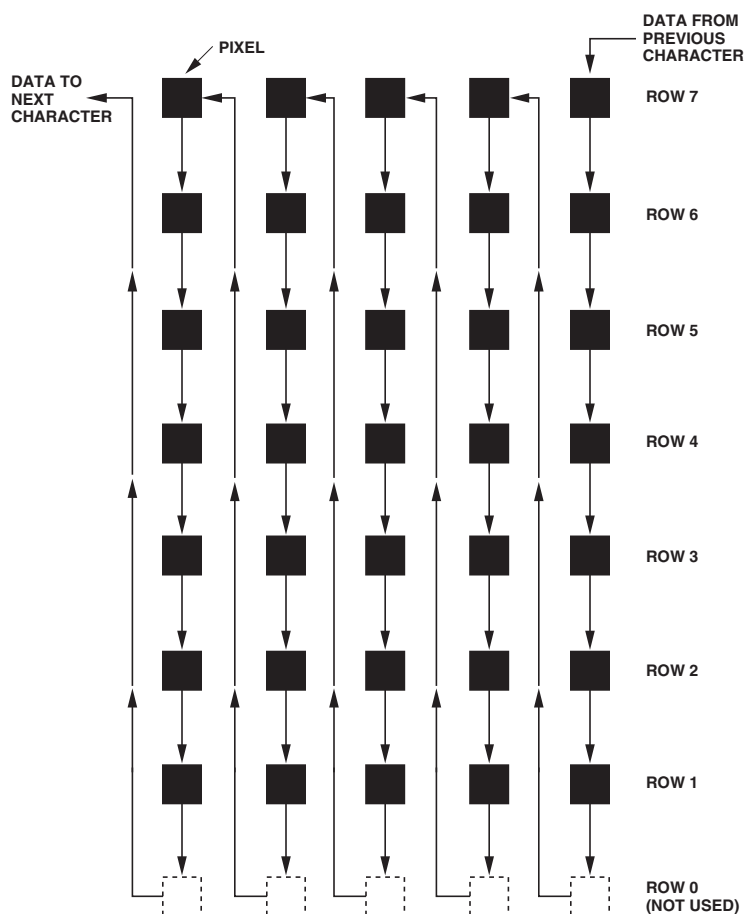 DATA FROM
PREVIOUS
CHARACTER
PIXEL
DATA TO
NEXT
CHARACTER
ROW 7
ROW 6
ROW 5
ROW 4
ROW 3
ROW 2
ROW 1
ROW 0
(NOT USED)